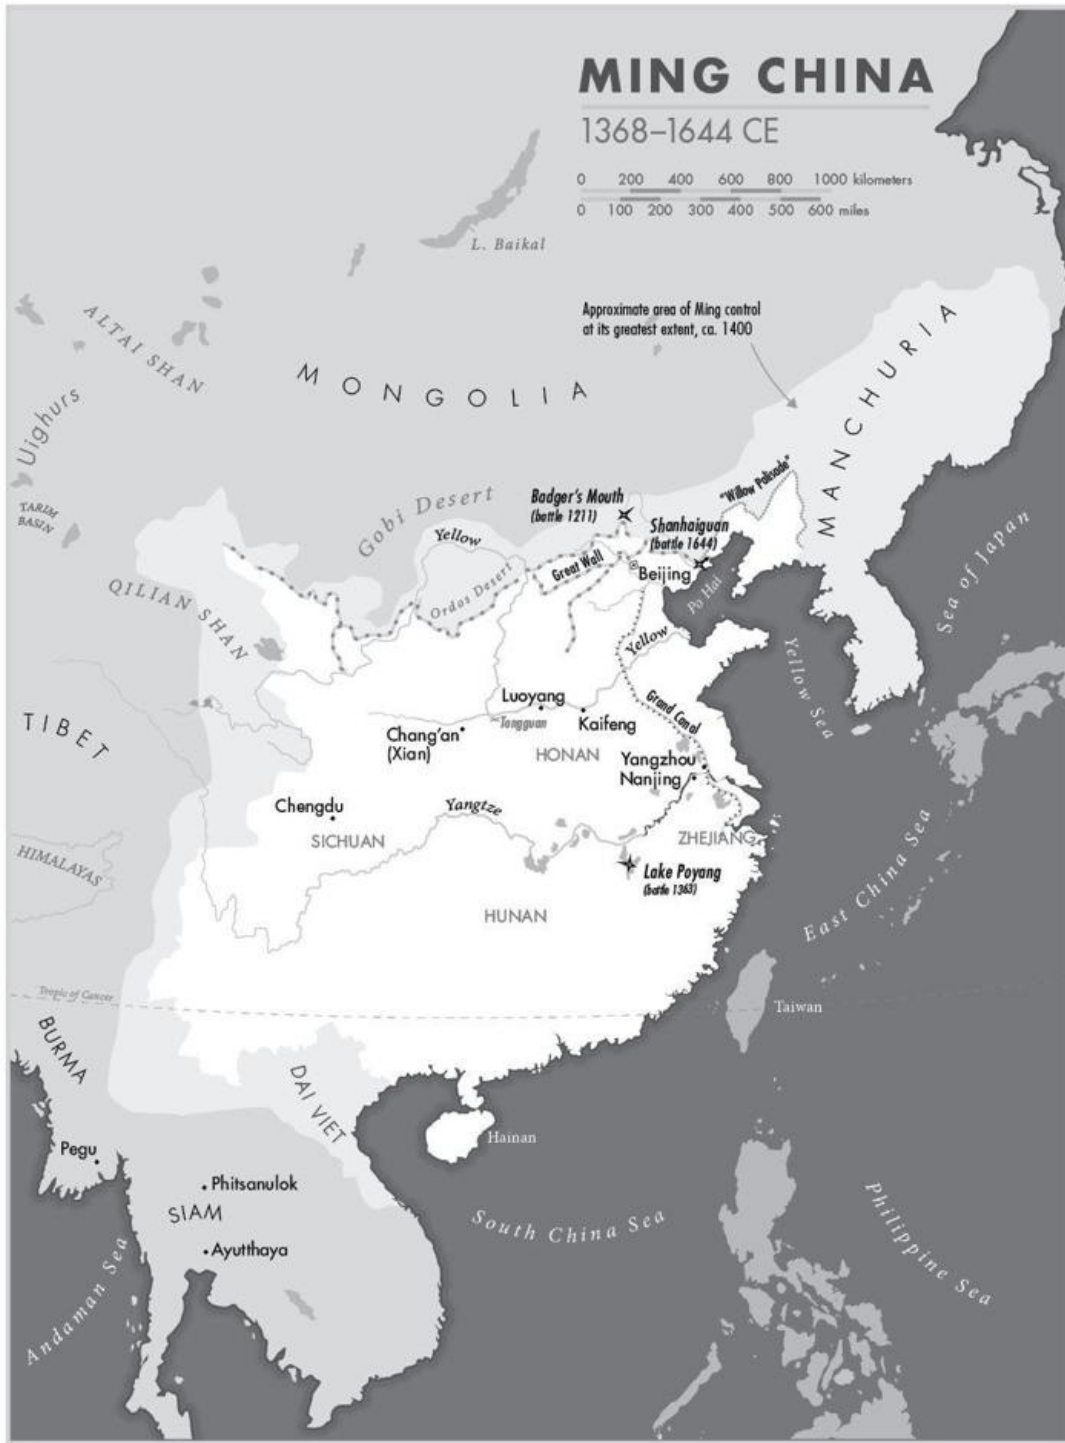 MING CHINA
1368–1644 CE
0 200 400 600 800 1000 kilometers
0 100 200 300 400 500 600 miles
L. Baikal
Approximate area of Ming control
at its greatest extent, ca. 1400
ALTAI SHAN
MONGOLIA
MANCHURIA
Uighurs
"Willow Palisade"
Gobi Desert
Badger's Mouth
(battle 1211)
TARIM
BASIN
Shanhaiguan
(battle 1644)
Yellow
Great Wall
Beijing
Ordos Desert
Po Hai
Sea of Japan
QILIAN SHAN
Yellow
Yellow Sea
Luoyang
Grand Canal
Tongguan
Kaifeng
TIBET
Chang'an
(Xian)
HONAN
Yangzhou
Nanjing
Chengdu
Yangtze
SICHUAN
ZHEJIANG
HIMALAYAS
Lake Poyang
(battle 1363)
East China Sea
HUNAN
Tropic of Cancer
Taiwan
BURMA
DAI VIET
Hainan
Pegu
Phitsanulok
SIAM
South China Sea
Philippine Sea
Ayutthaya
Andaman Sea